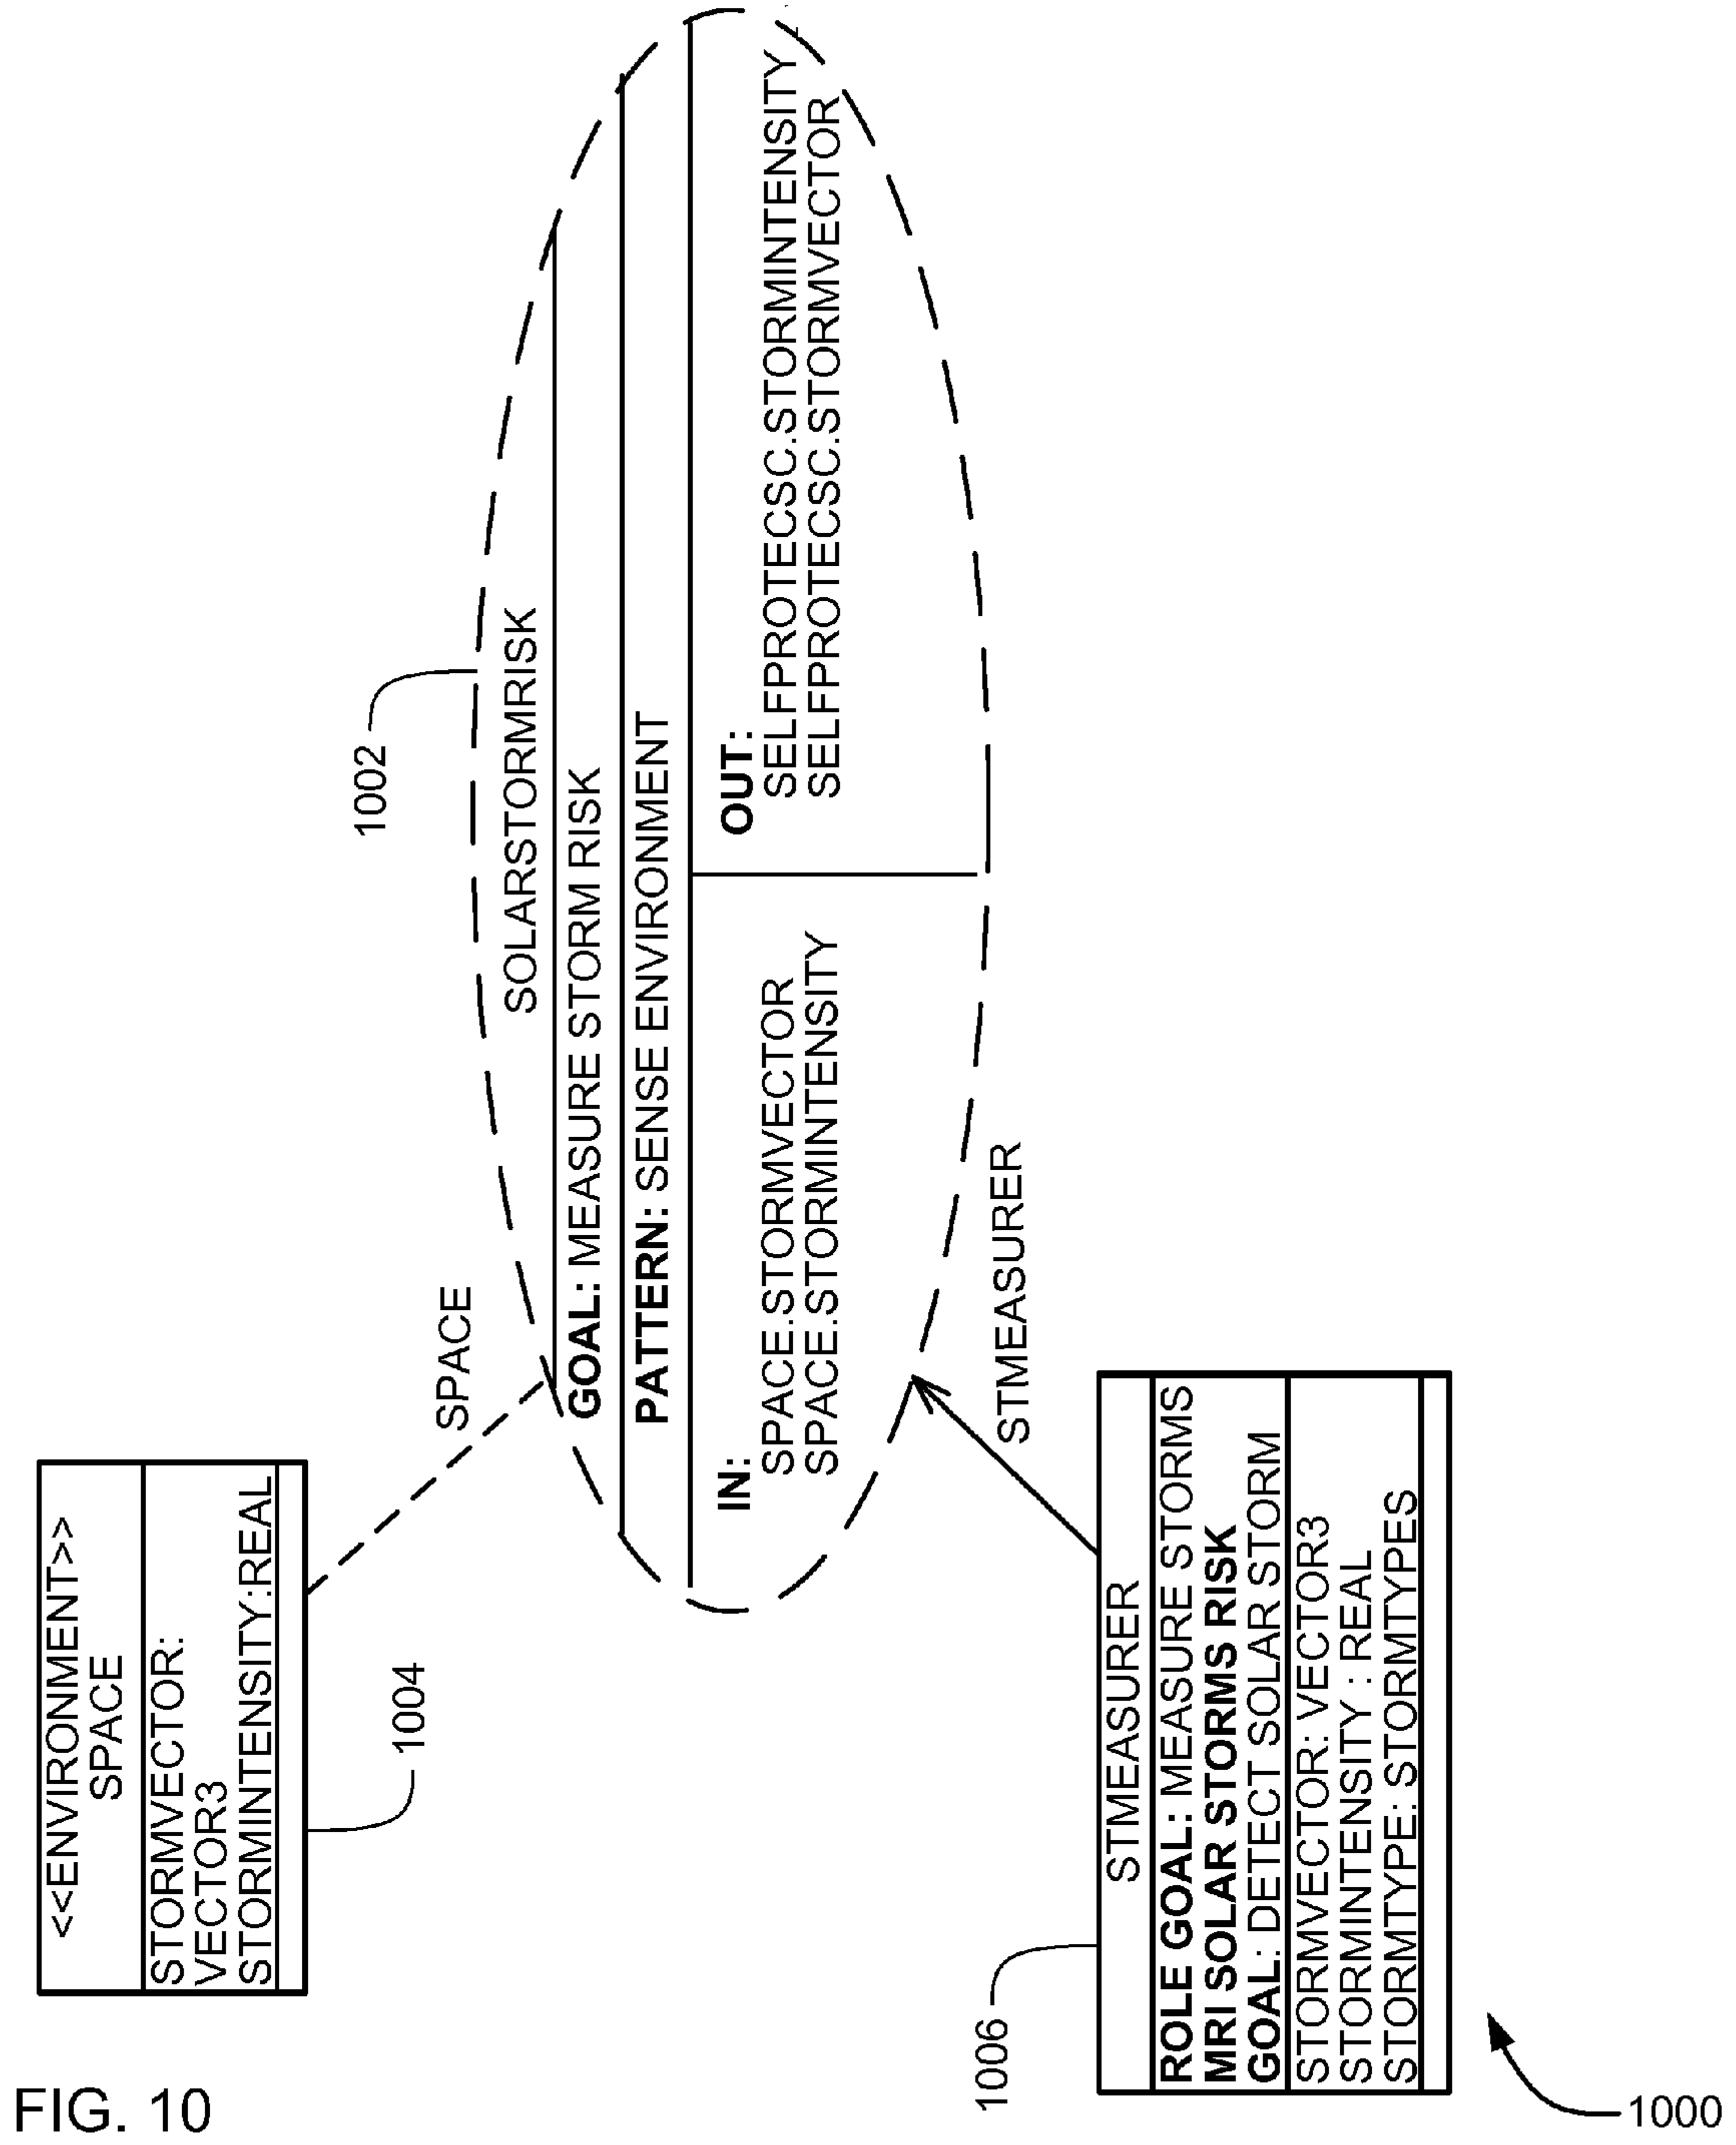 FIG. 10
<<ENVIRONMENT>>
SPACE
STORMVECTOR:
VECTOR3
STORMINTENSITY:REAL
1004
SPACE
1002
SOLARSTORMRISK
GOAL: MEASURE STORM RISK
PATTERN: SENSE ENVIRONMENT
IN:
SPACE.STORMVECTOR
SPACE.STORMINTENSITY
OUT:
SELFPROTECSC.STORMINTENSITY
SELFPROTECSC.STORMVECTOR
STMEASURER
1006
STMEASURER
ROLE GOAL: MEASURE STORMS
MRI SOLAR STORMS RISK
GOAL: DETECT SOLAR STORM
STORMVECTOR: VECTOR3
STORMINTENSITY : REAL
STORMTYPE: STORMTYPES
1000